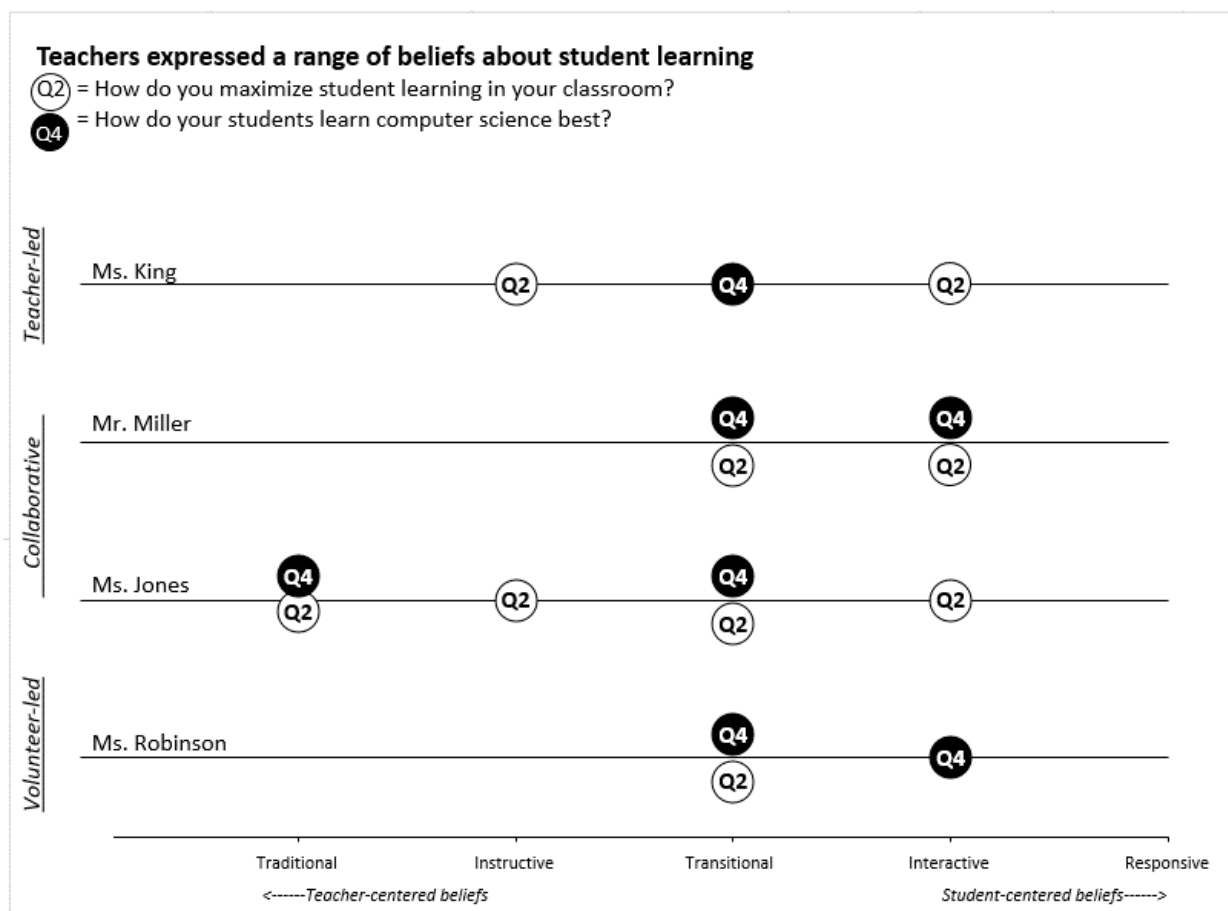 Teachers expressed a range of beliefs about student learning
Q2 = How do you maximize student learning in your classroom?
Q4 = How do your students learn computer science best?
Teacher-led
Ms. King
Q2 Q4 Q2
Collaborative
Mr. Miller
Q4 Q4
Q2 Q2
Ms. Jones
Q4 Q4
Q2 Q2 Q2 Q2
Volunteer-led
Ms. Robinson
Q4 Q4
Q2
Traditional Instructive Transitional Interactive Responsive
<------Teacher-centered beliefs Student-centered beliefs------>